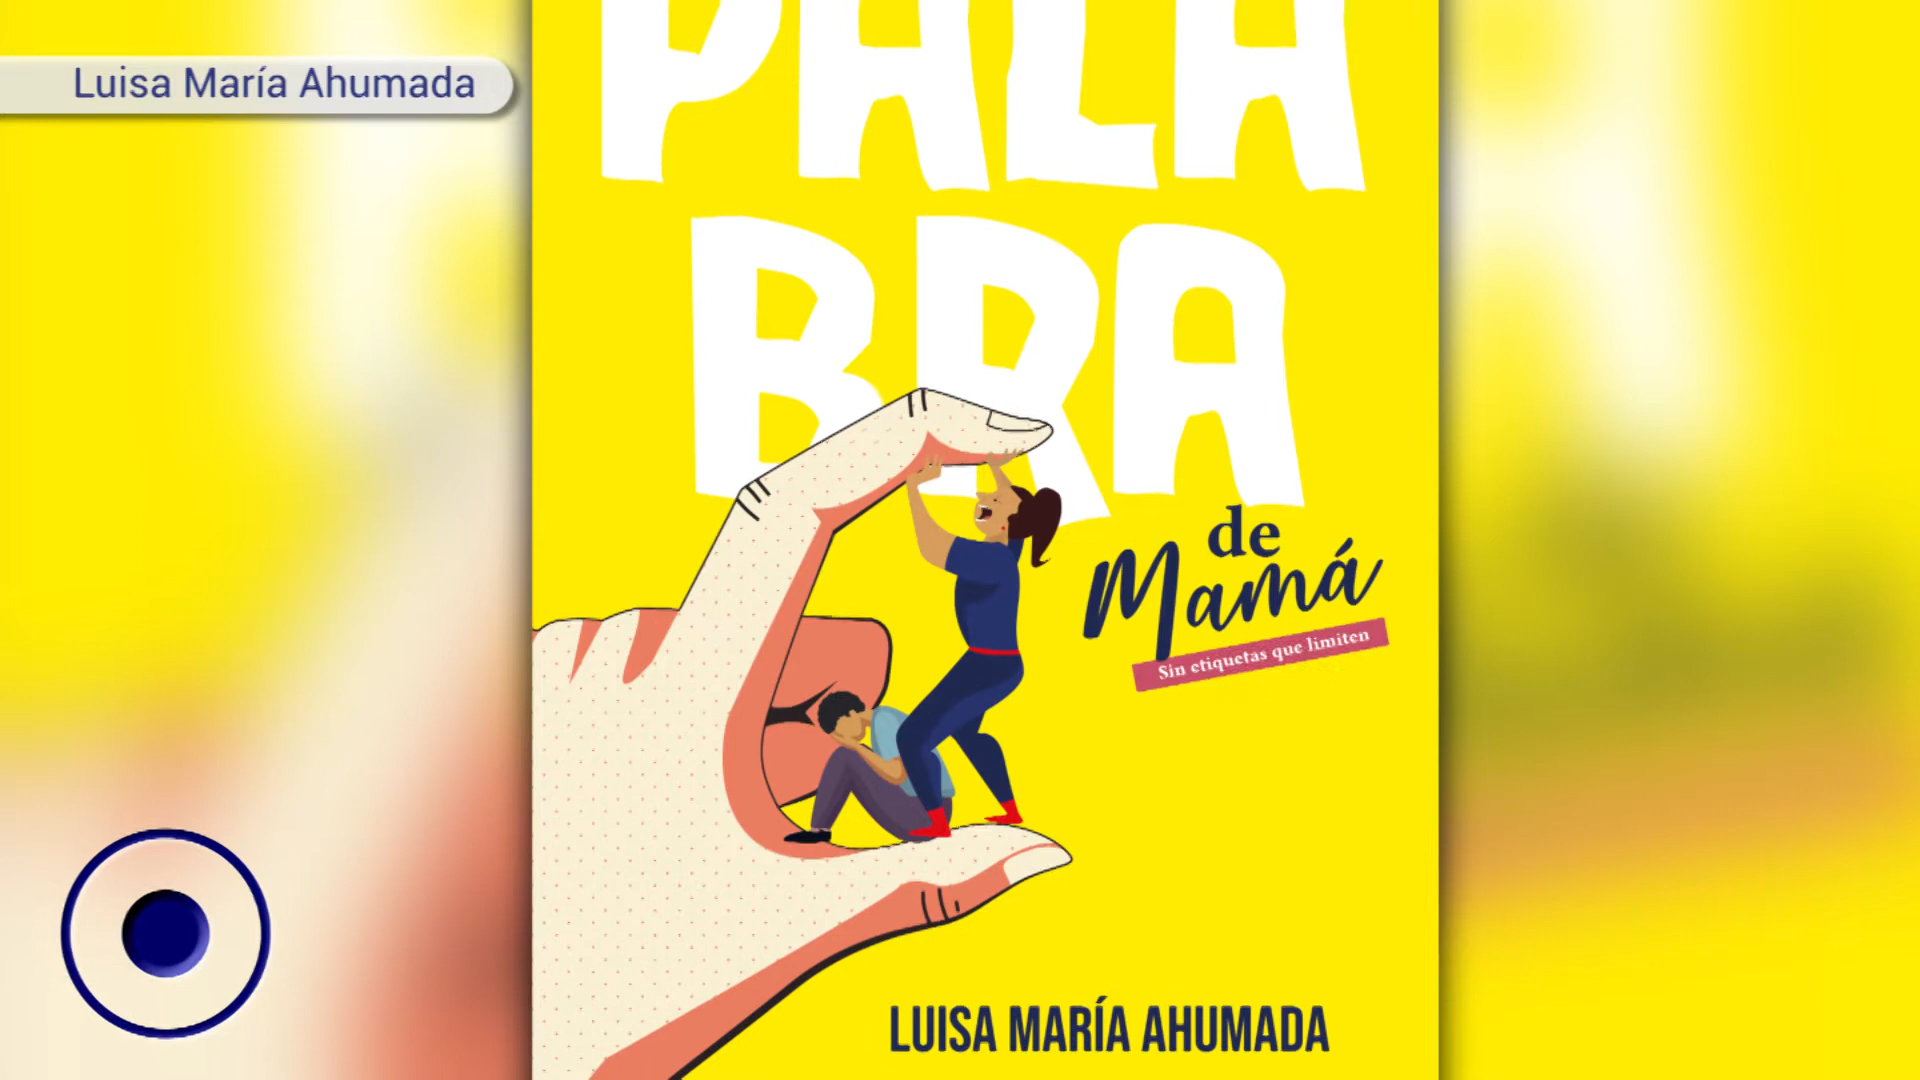 Luisa María Ahumada
PALA
BRA
de
Mamá
Sin etiquetas que limiten
LUISA MARÍA AHUMADA